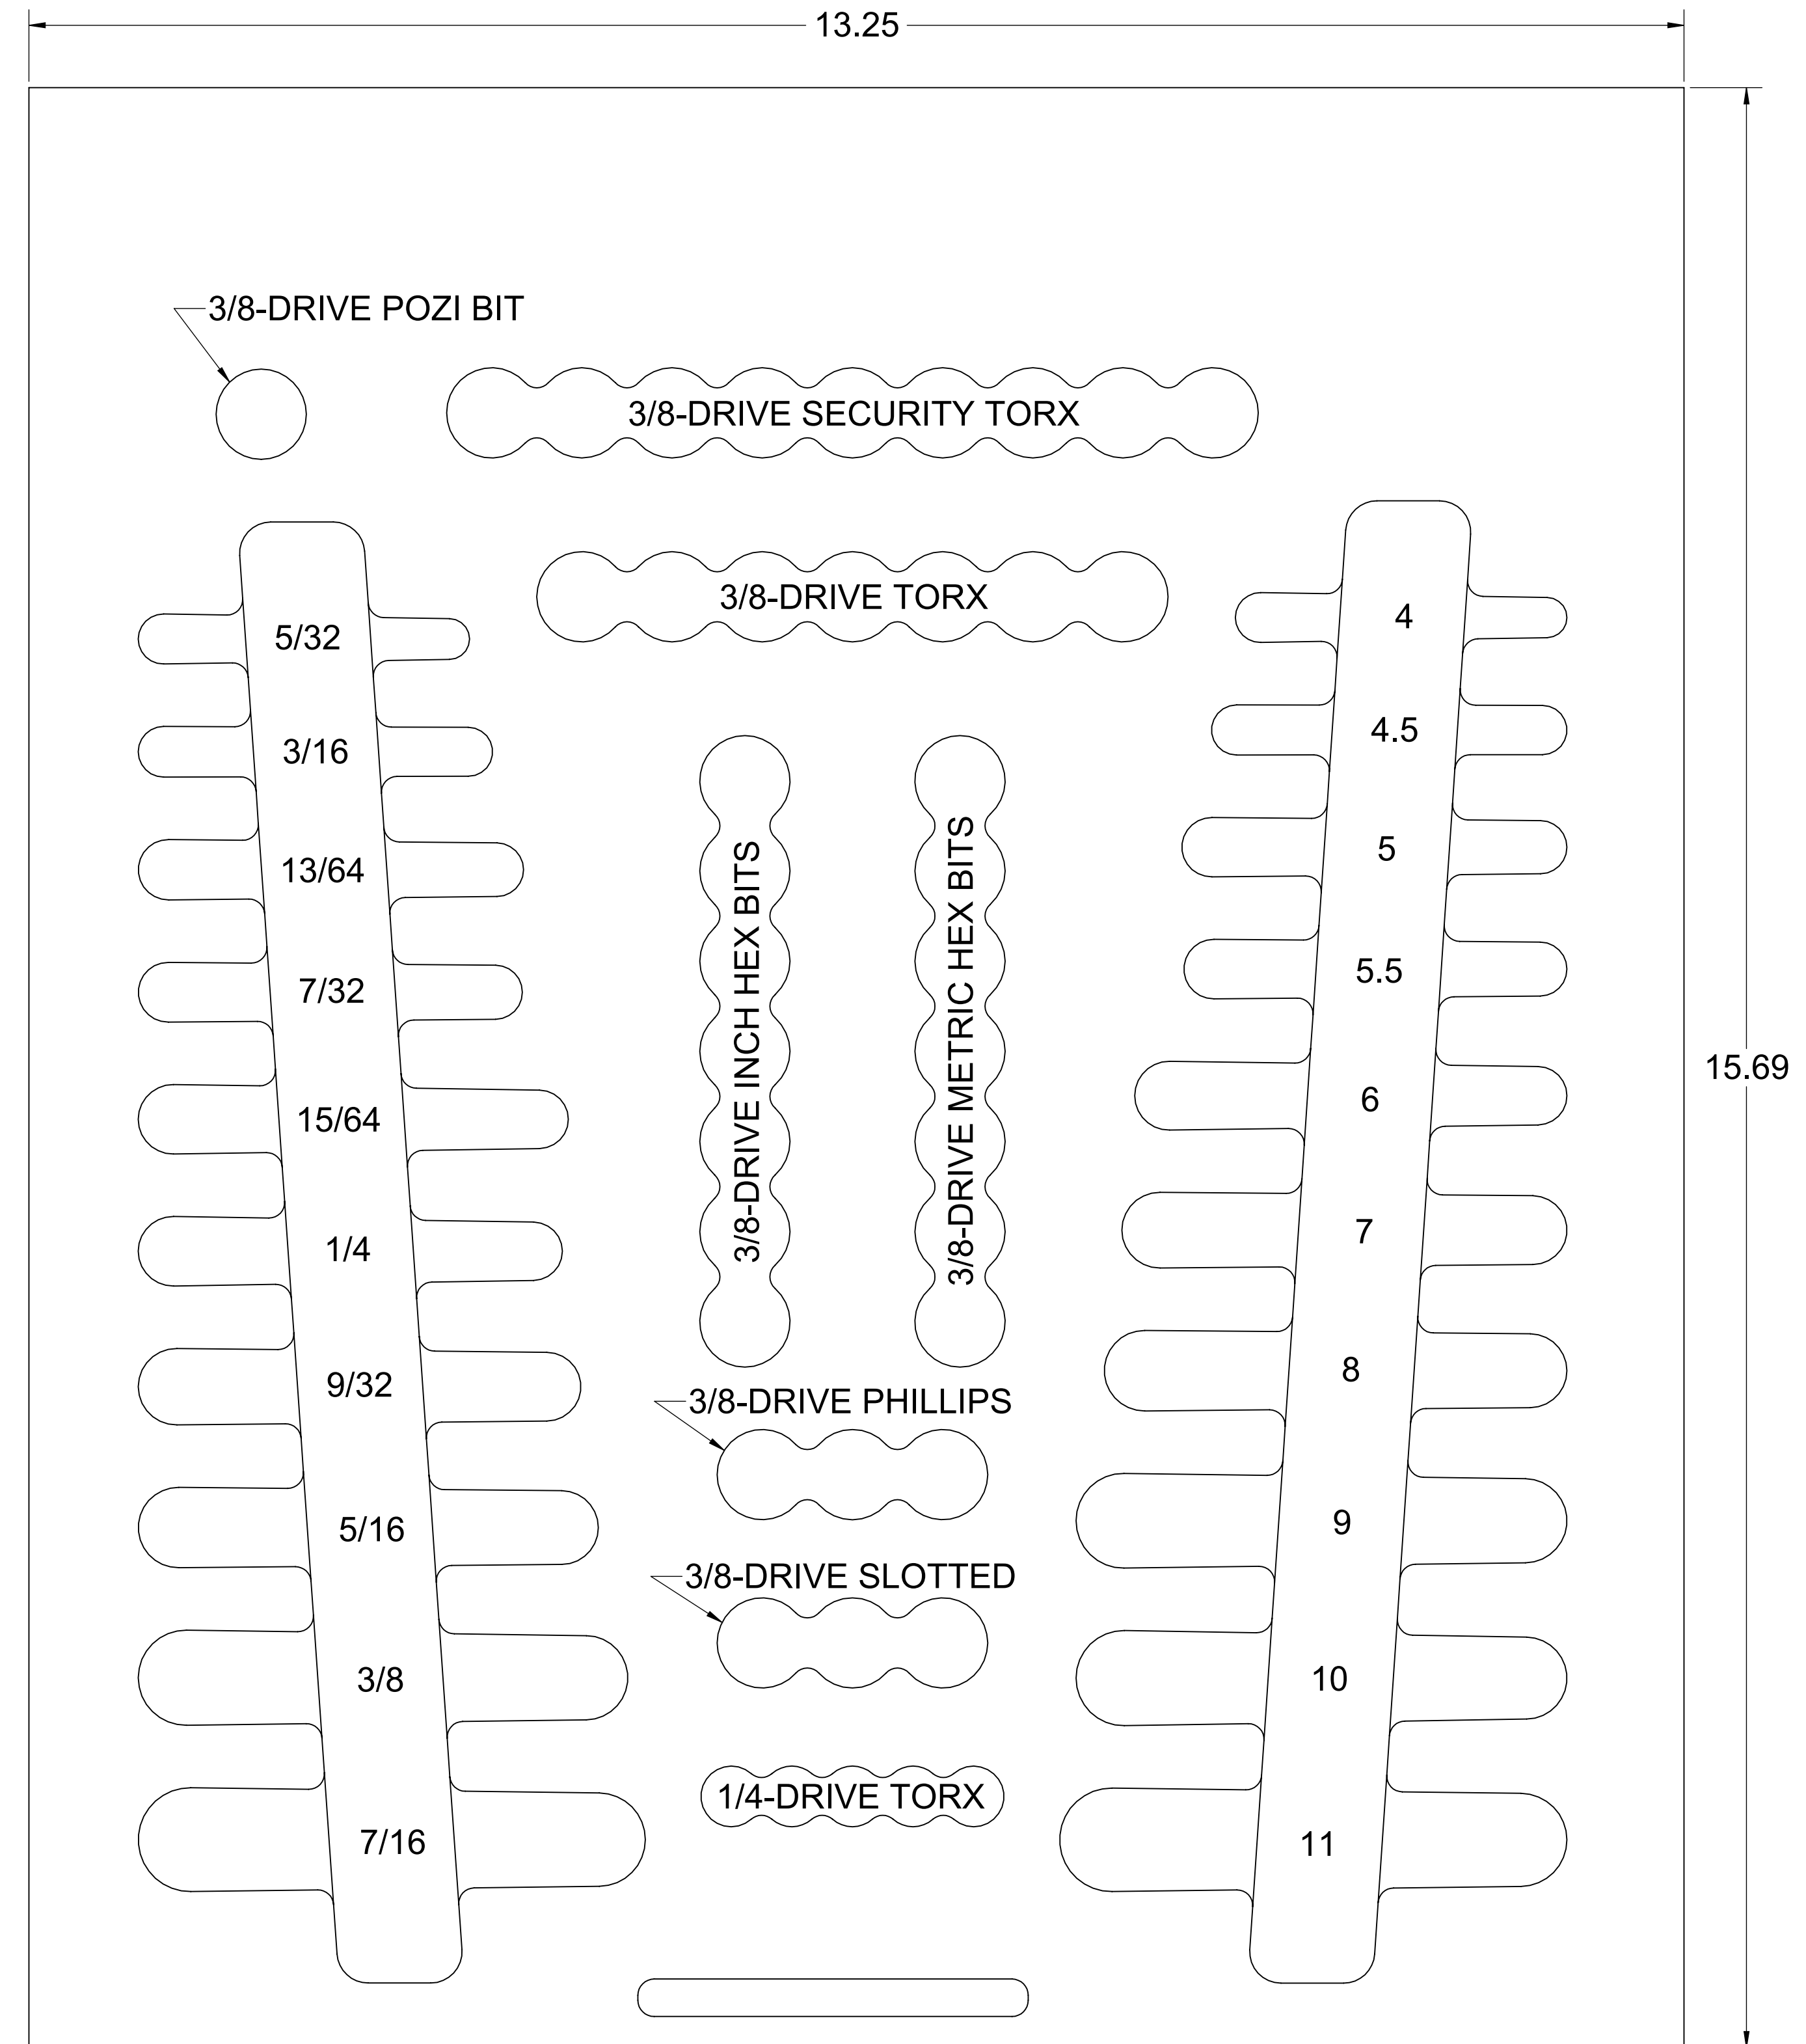 13.25
3/8-DRIVE POZI BIT
3/8-DRIVE SECURITY TORX
3/8-DRIVE TORX
5/32
3/16
13/64
7/32
15/64
1/4
9/32
5/16
3/8
7/16
3/8-DRIVE INCH HEX BITS
3/8-DRIVE METRIC HEX BITS
3/8-DRIVE PHILLIPS
3/8-DRIVE SLOTTED
1/4-DRIVE TORX
4
4.5
5
5.5
6
7
8
9
10
11
15.69